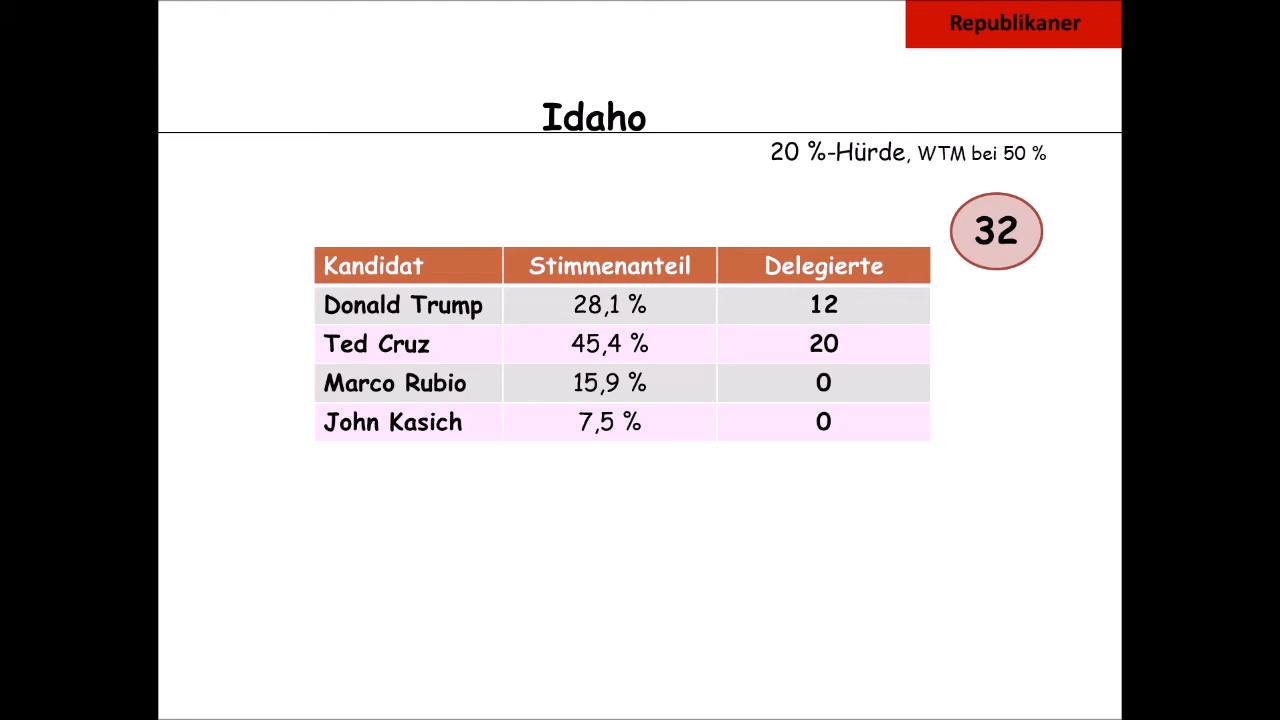 Republikaner
Idaho
20 %-Hürde, WTM bei 50 %
32
Kandidat Stimmenanteil Delegierte
Donald Trump 28,1 % 12
Ted Cruz 45,4 % 20
Marco Rubio 15,9 % 0
John Kasich 7,5 % 0